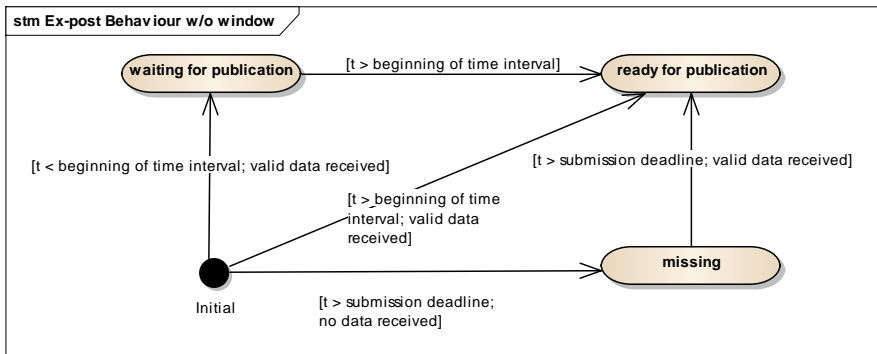 stm Ex-post Behaviour w/o window
waiting for publication
[t > beginning of time interval]
ready for publication
[t < beginning of time interval; valid data received]
[t > submission deadline; valid data received]
[t > beginning of time
interval; valid data
received]
missing
Initial
[t > submission deadline;
no data received]